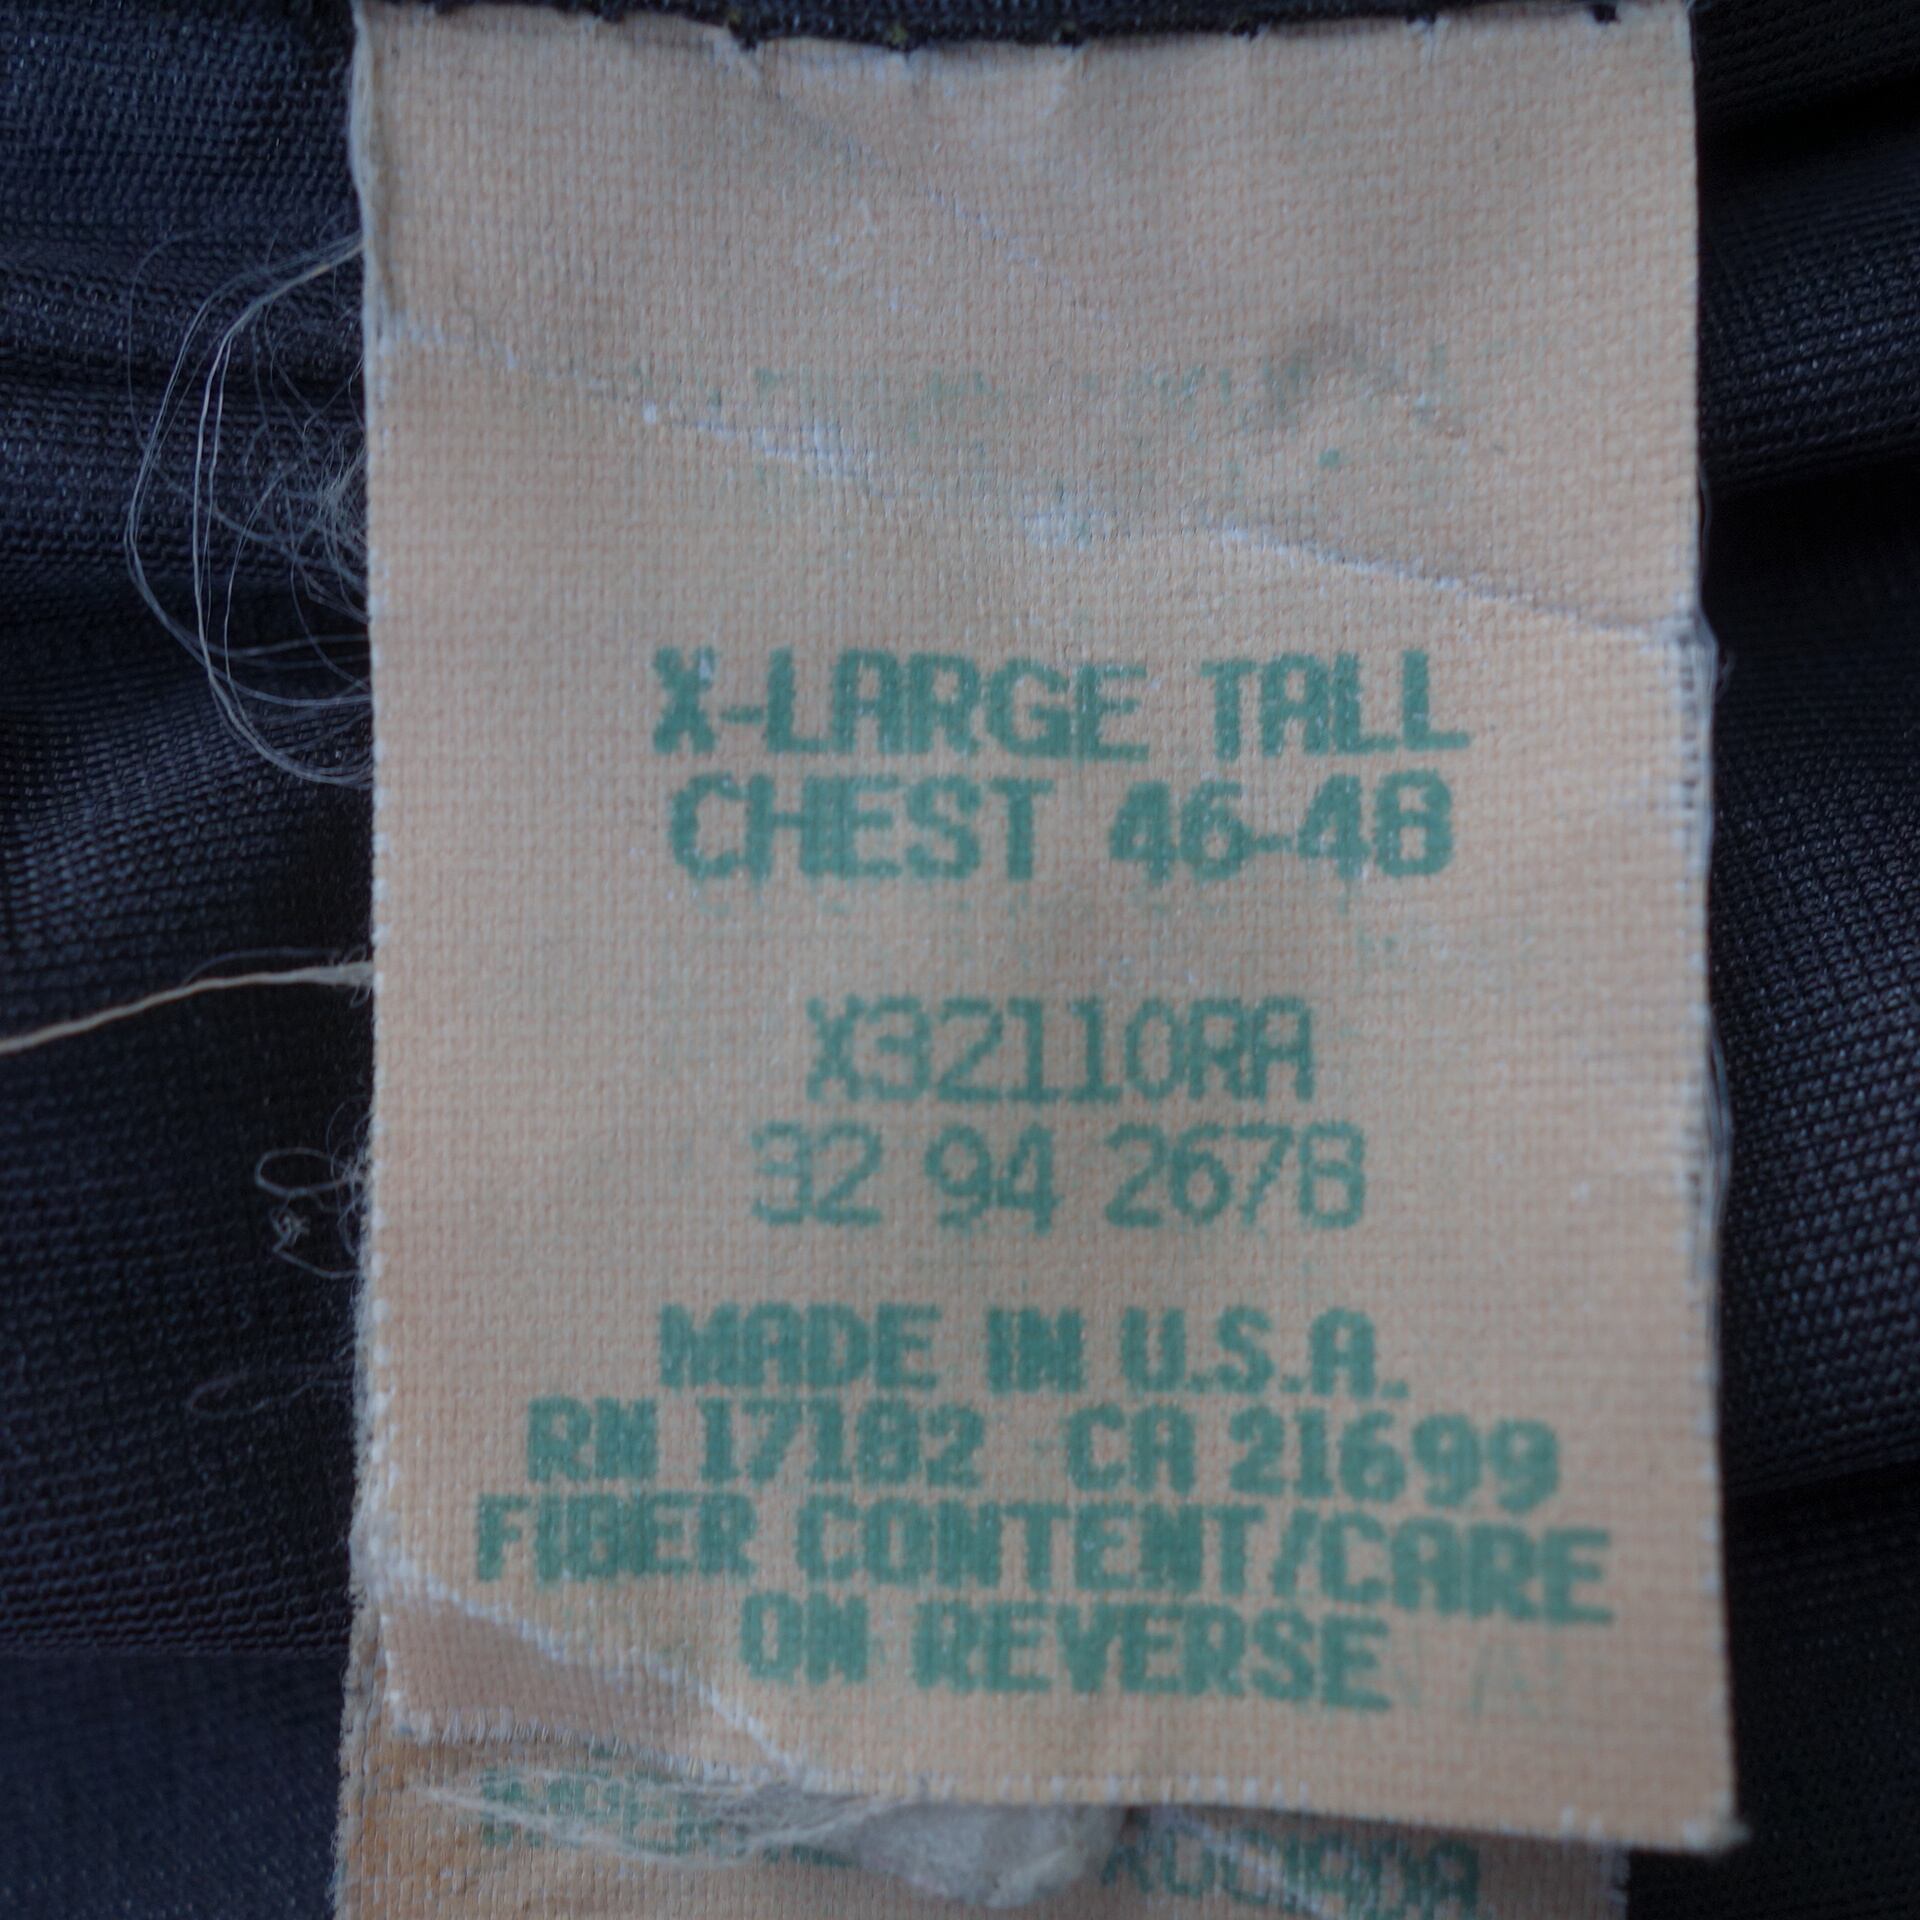 X-LARGE TALL
CHEST 46-48
X32110RA
32 94 2678
MADE IN U.S.A.
RN 17182 CA 21699
FIBER CONTENT/CARE
ON REVERSE